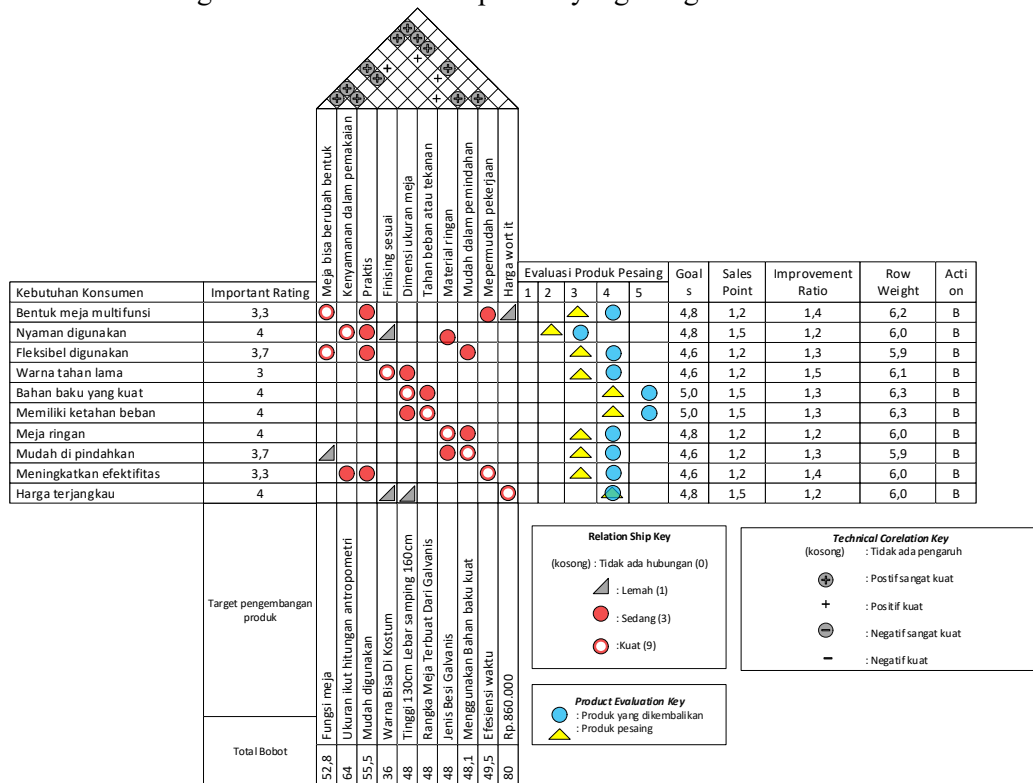 Meja bisa berubah bentuk
Kenyamanan dalam pemakaian
Praktis
Finising sesuai
Dimensi ukuran meja
Tahan beban atau tekanan
Material ringan
Mudah dalam pemindahan
Mepermudah pekerjaan
Harga wort it
Kebutuhan Konsumen Important Rating Evaluasi Produk Pesaing 1 2 3 4 5 Goal s Sales Point Improvement Ratio Row Weight Acti on
Bentuk meja multifunsi 3,3 4,8 1,2 1,4 6,2 B
Nyaman digunakan 4 4,8 1,5 1,2 6,0 B
Fleksibel digunakan 3,7 4,6 1,2 1,3 5,9 B
Warna tahan lama 3 4,6 1,2 1,5 6,1 B
Bahan baku yang kuat 4 5,0 1,5 1,3 6,3 B
Memiliki ketahan beban 4 5,0 1,5 1,3 6,3 B
Meja ringan 4 4,8 1,2 1,2 6,0 B
Mudah di pindahkan 3,7 4,6 1,2 1,3 5,9 B
Meningkatkan efektifitas 3,3 4,6 1,2 1,4 6,0 B
Harga terjangkau 4 4,8 1,5 1,2 6,0 B
Target pengembangan
produk
Fungsi meja
Ukuran ikut hitungan antropometri
Mudah digunakan
Warna Bisa Di Kostum
Tinggi 130cm Lebar samping 160cm
Rangka Meja Terbuat Dari Galvanis
Jenis Besi Galvanis
Menggunakan Bahan baku kuat
Efesiensi waktu
Rp.860.000
Total Bobot
52,8 64 55,5 36 48 48 48 48,1 49,5 80
Relation Ship Key
(kosong) : Tidak ada hubungan (0)
: Lemah (1)
: Sedang (3)
:Kuat (9)
Product Evaluation Key
: Produk yang dikembalikan
: Produk pesaing
Technical Corelation Key
(kosong) : Tidak ada pengaruh
: Postif sangat kuat
+ : Positif kuat
: Negatif sangat kuat
- : Negatif kuat